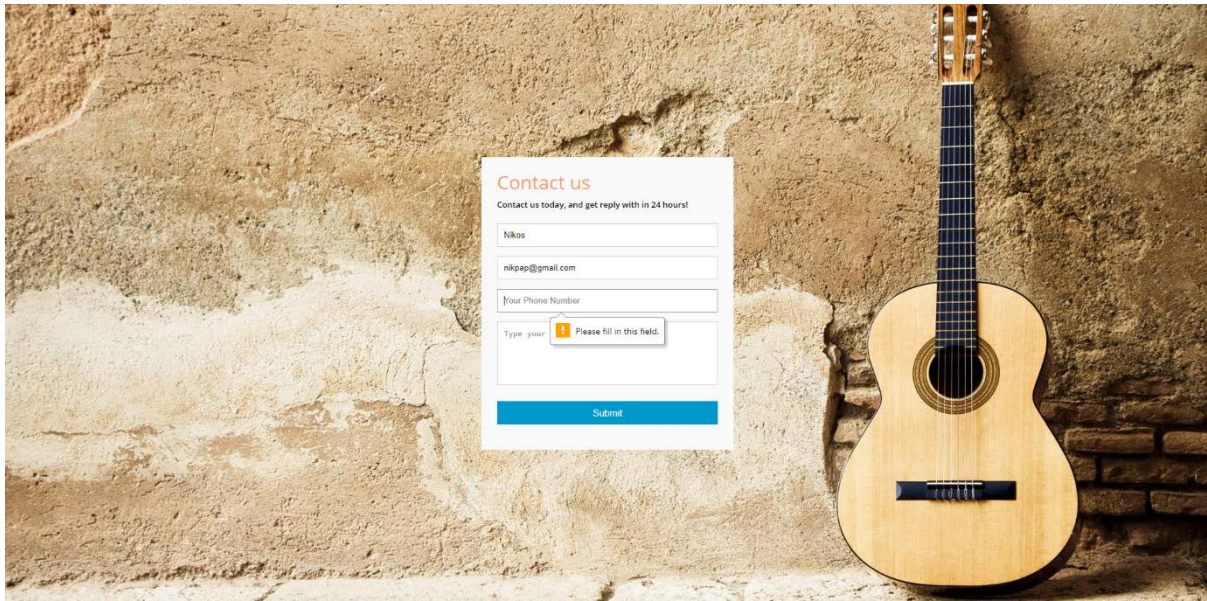 Contact us
Contact us today, and get reply with in 24 hours!
Nikos
nikpap@gmail.com
Your Phone Number
Type your
Please fill in this field.
Submit